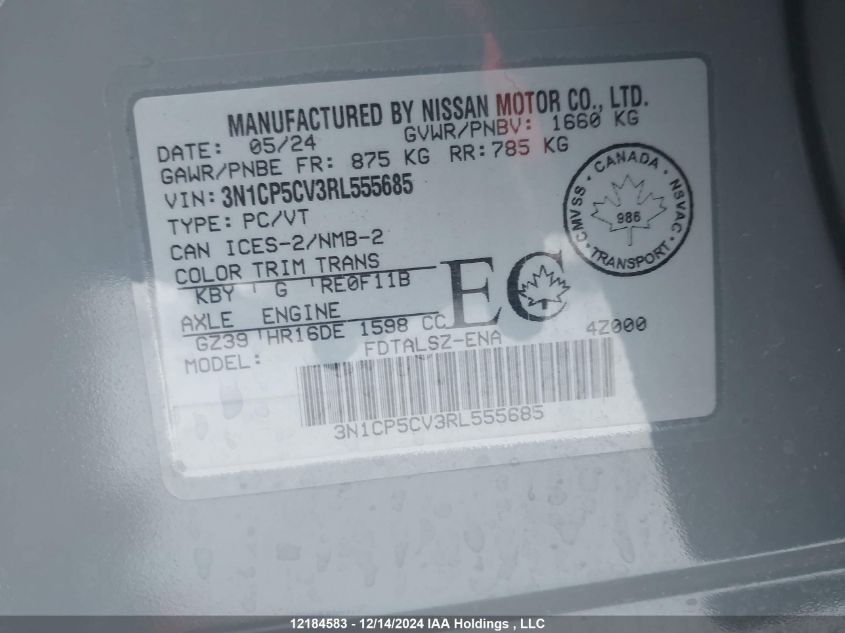 MANUFACTURED BY NISSAN MOTOR CO., LTD.
DATE: 05/24 GVWR/PNBV: 1660 KG
GAWR/PNBE FR: 875 KG RR:785 KG
VIN: 3N1CP5CV3RL555685
TYPE: PC/VT
CAN ICES-2/NMB-2
COLOR TRIM TRANS
KBY ' G 'RE0F11B
AXLE ENGINE
GZ39 'HR16DE 1598 CC
MODEL: FDTALSZ-ENA 4Z000
EC
CANADA
CMVSS • NSVAC
986
TRANSPORT
3N1CP5CV3RL555685
12184583 - 12/14/2024 IAA Holdings , LLC